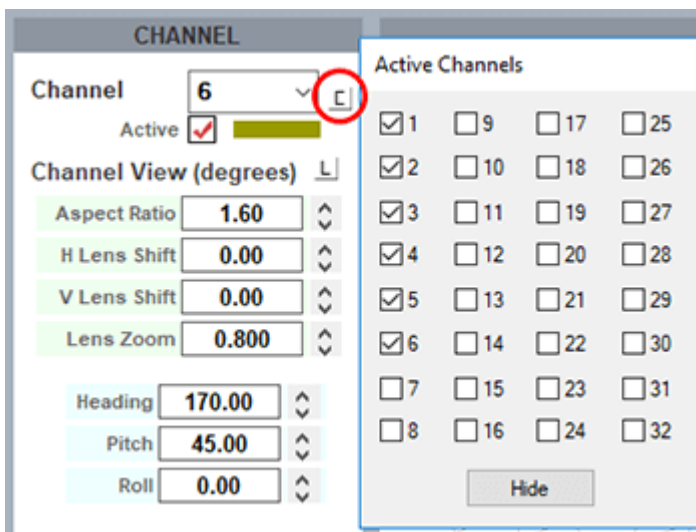 CHANNEL
Channel 6 C
Active
Channel View (degrees) L
Aspect Ratio 1.60
H Lens Shift 0.00
V Lens Shift 0.00
Lens Zoom 0.800
Heading 170.00
Pitch 45.00
Roll 0.00
Active Channels
1 9 17 25
2 10 18 26
3 11 19 27
4 12 20 28
5 13 21 29
6 14 22 30
7 15 23 31
8 16 24 32
Hide